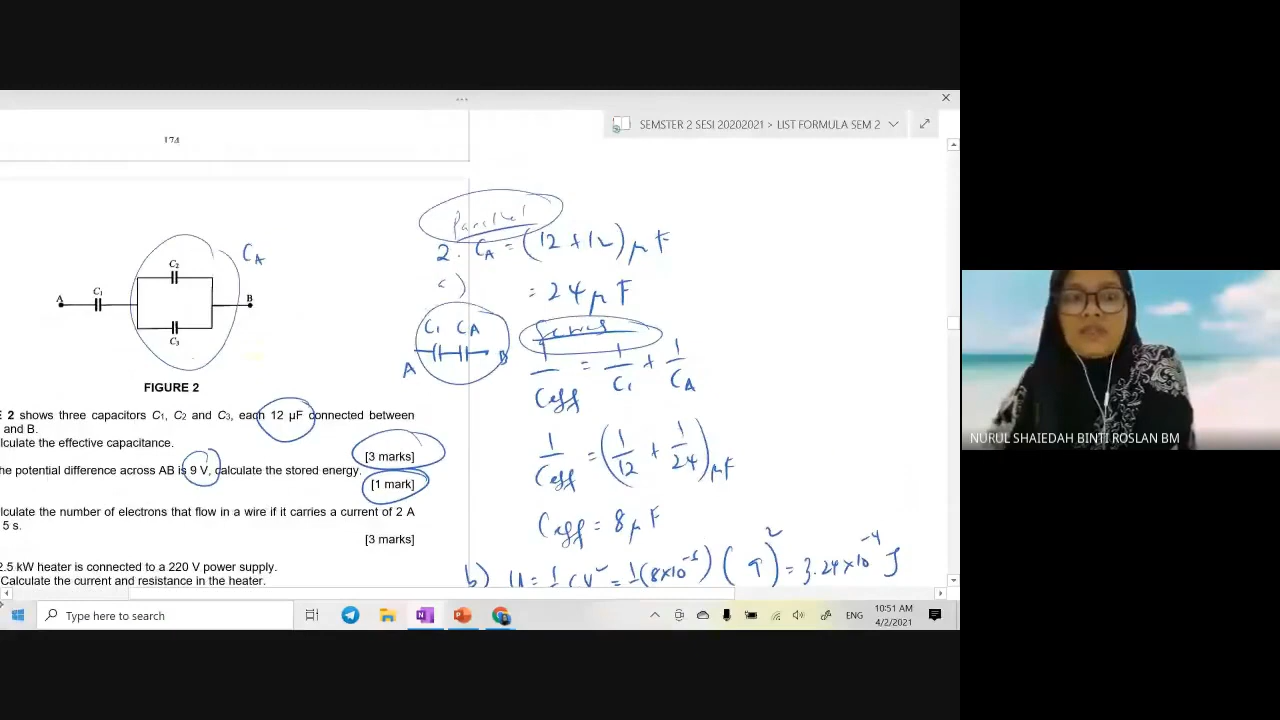 SEMSTER 2 SESI 20202021 > LIST FORMULA SEM 2
174
Parallel
2. CA = (12 + 12) μF
= 24 μF
CA
C2
C1
A
B
C3
C1 CA
A B
Series
1/Ceff = 1/C1 + 1/CA
1/Ceff = (1/12 + 1/24) μF
Ceff = 8 μF
b) U = 1/2 CV² = 1/2 (8×10⁻⁶) (9)² = 3.24×10⁻⁴ J
FIGURE 2
E 2 shows three capacitors C1, C2 and C3, each 12 μF connected between
and B.
lculate the effective capacitance.
[3 marks]
he potential difference across AB is 9 V, calculate the stored energy.
[1 mark]
lculate the number of electrons that flow in a wire if it carries a current of 2 A
5 s.
[3 marks]
2.5 kW heater is connected to a 220 V power supply.
Calculate the current and resistance in the heater.
NURUL SHAIEDAH BINTI ROSLAN BM
Type here to search
ENG
10:51 AM
4/2/2021